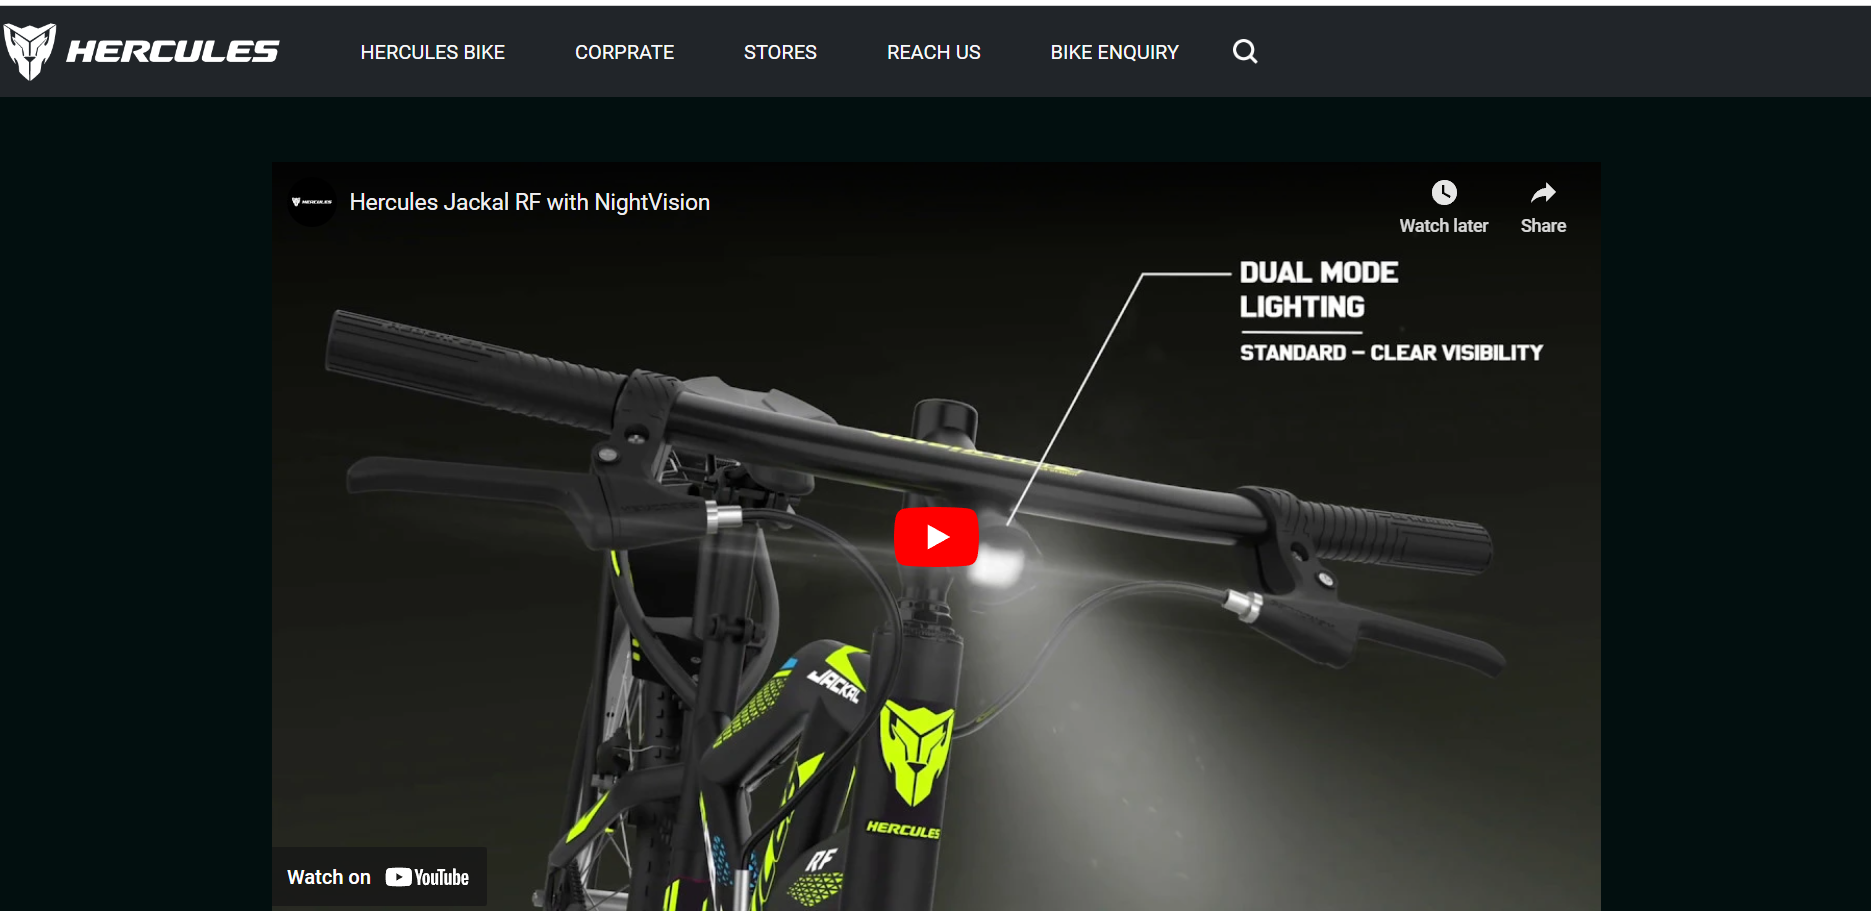 HERCULES
HERCULES BIKE
CORPRATE
STORES
REACH US
BIKE ENQUIRY
HERCULES
Hercules Jackal RF with NightVision
Watch later
Share
DUAL MODE
LIGHTING
STANDARD – CLEAR VISIBILITY
JACKAL
HERCULES
RF
Watch on YouTube